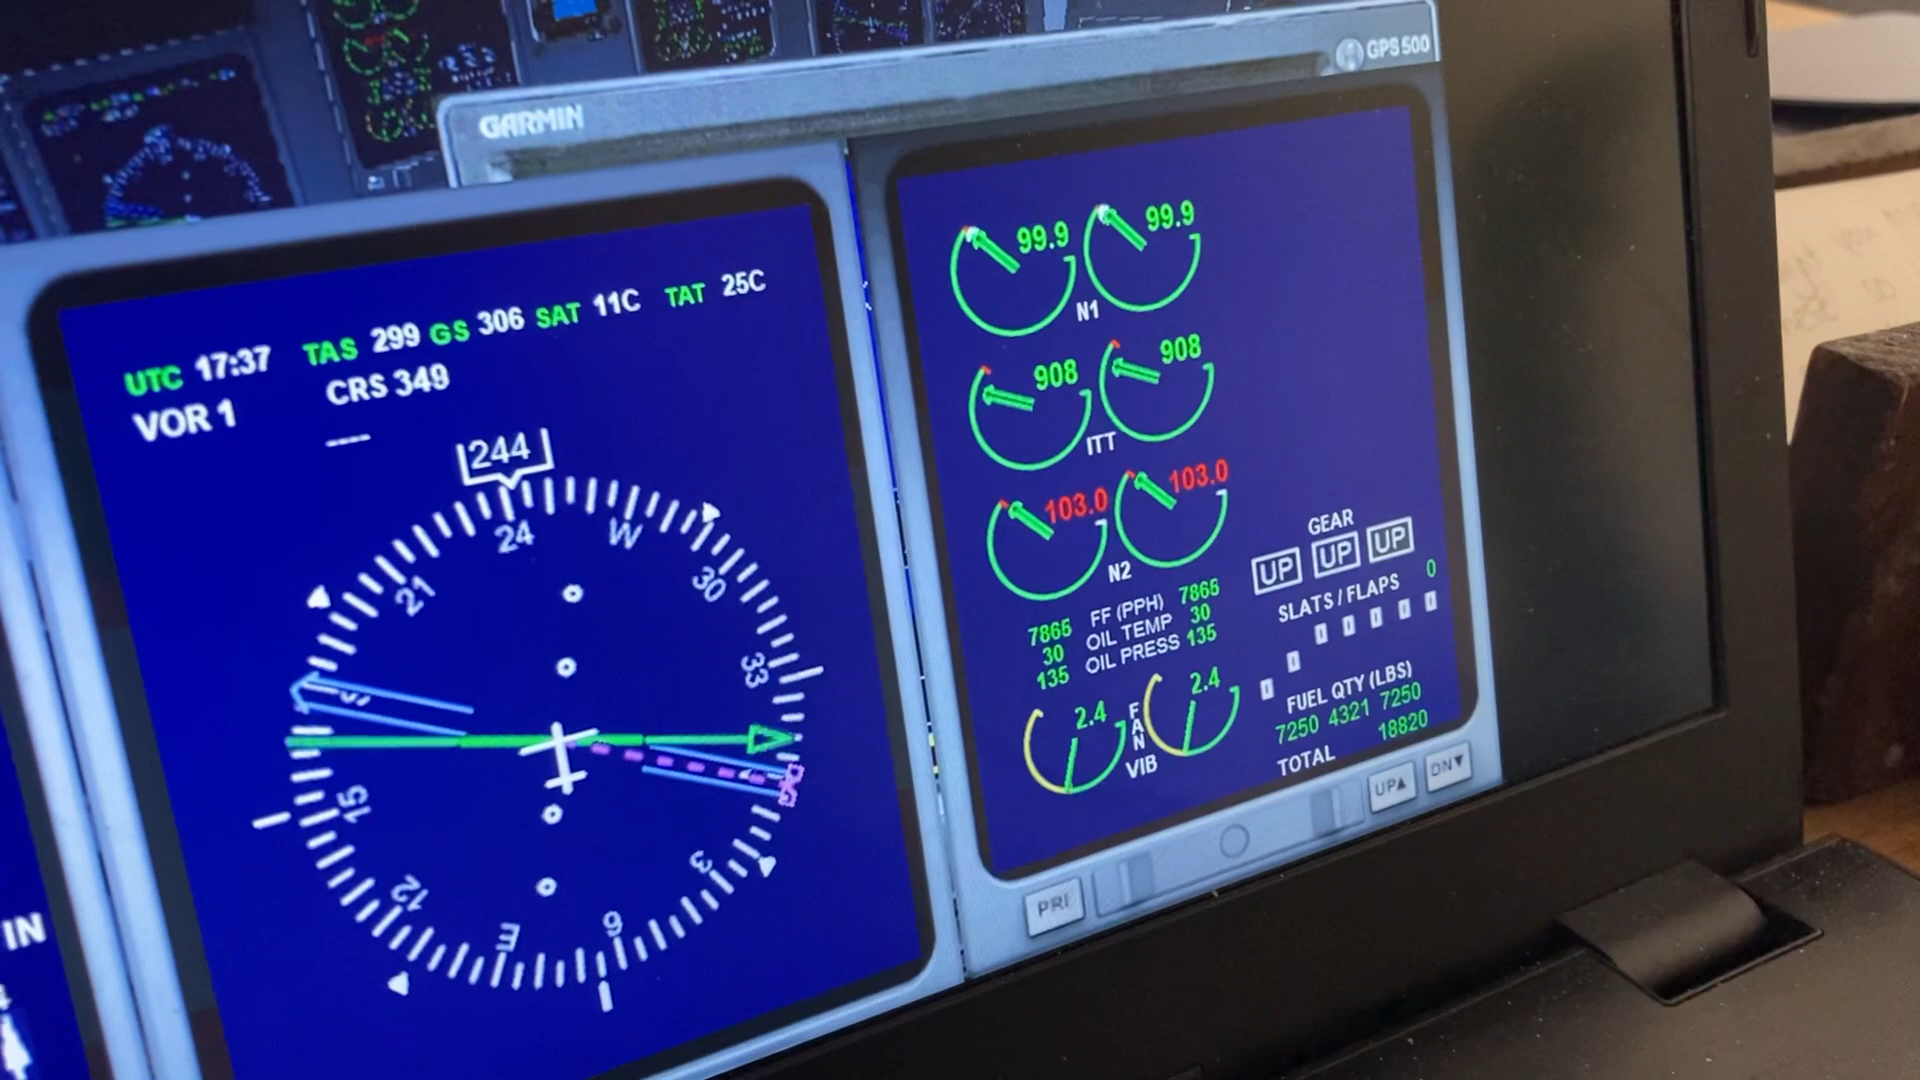 GARMIN
GPS 500
UTC 17:37 TAS 299 GS 306 SAT 11C TAT 25C
VOR 1 CRS 349
----
244
24
W
21
30
33
15
3
12
6
E
IN
99.9 99.9
N1
908 908
ITT
103.0 103.0
N2
7865 FF (PPH) 7865
30 OIL TEMP 30
135 OIL PRESS 135
2.4 FAN 2.4
VIB
GEAR
UP UP UP
SLATS / FLAPS 0
FUEL QTY (LBS)
7250 4321 7250
TOTAL 18820
PRI
UP▲
DN▼